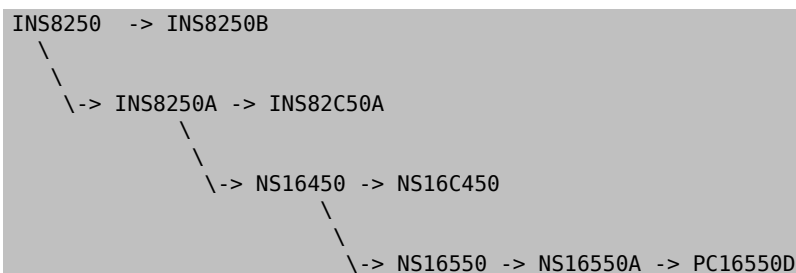 INS8250  -> INS8250B
  \
   \
    \-> INS8250A -> INS82C50A
             \
              \
               \-> NS16450 -> NS16C450
                        \
                         \
                          \-> NS16550 -> NS16550A -> PC16550D